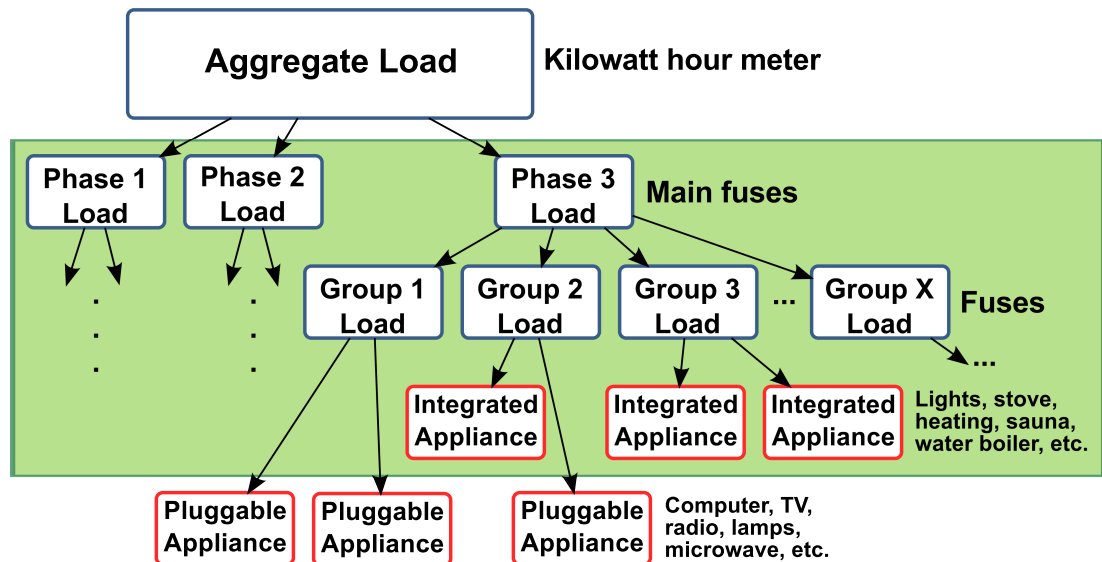 Aggregate Load
Kilowatt hour meter
Phase 1
Load
Phase 2
Load
Phase 3
Load
Main fuses
Group 1
Load
Group 2
Load
Group 3
Load
...
Group X
Load
Fuses
...
Integrated
Appliance
Integrated
Appliance
Integrated
Appliance
Lights, stove,
heating, sauna,
water boiler, etc.
Pluggable
Appliance
Pluggable
Appliance
Pluggable
Appliance
Computer, TV,
radio, lamps,
microwave, etc.